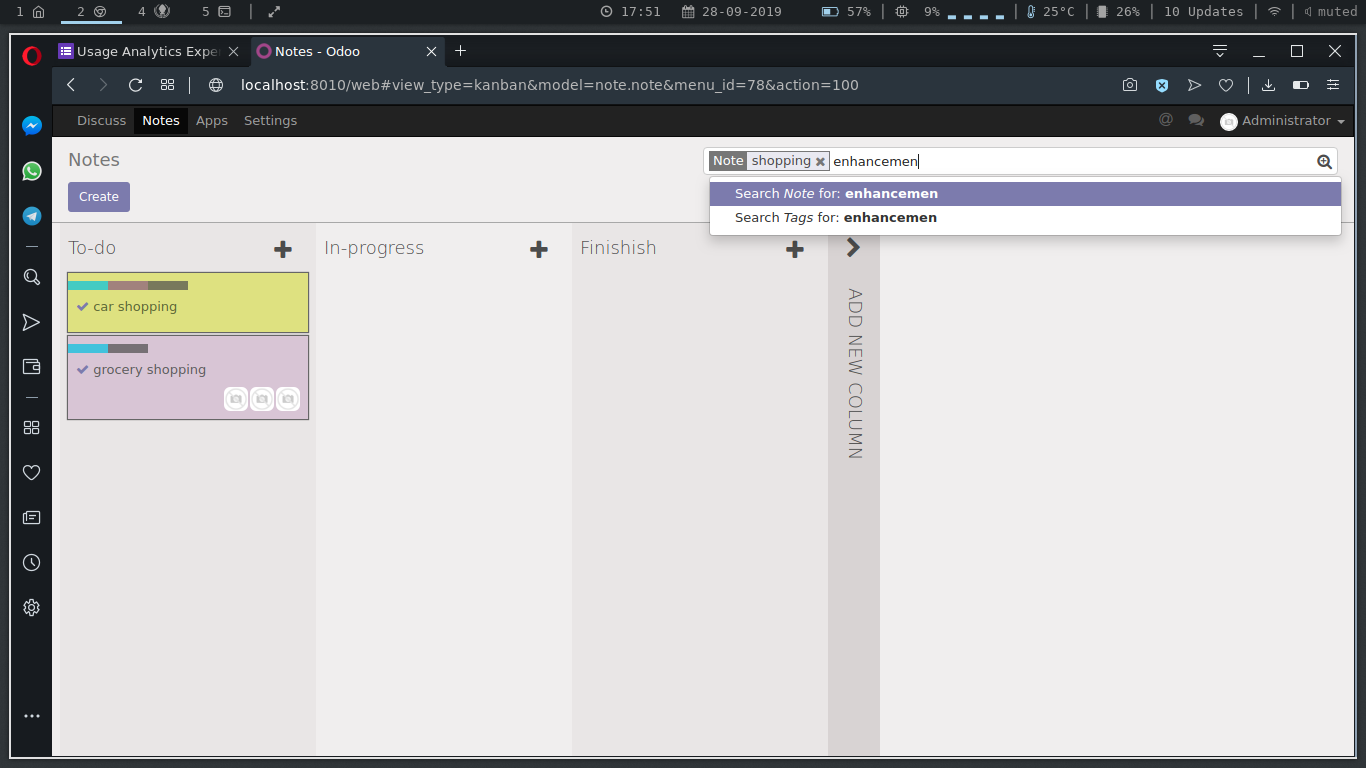 1 2 4 5 17:51 28-09-2019 57% 9% 25°C 26% 10 Updates muted
Usage Analytics Expe Notes - Odoo
localhost:8010/web#view_type=kanban&model=note.note&menu_id=78&action=100
Discuss Notes Apps Settings @ Administrator
Notes
Note shopping enhancemen
Create
Search Note for: enhancemen
Search Tags for: enhancemen
To-do In-progress Finishish
car shopping
grocery shopping
ADD NEW COLUMN